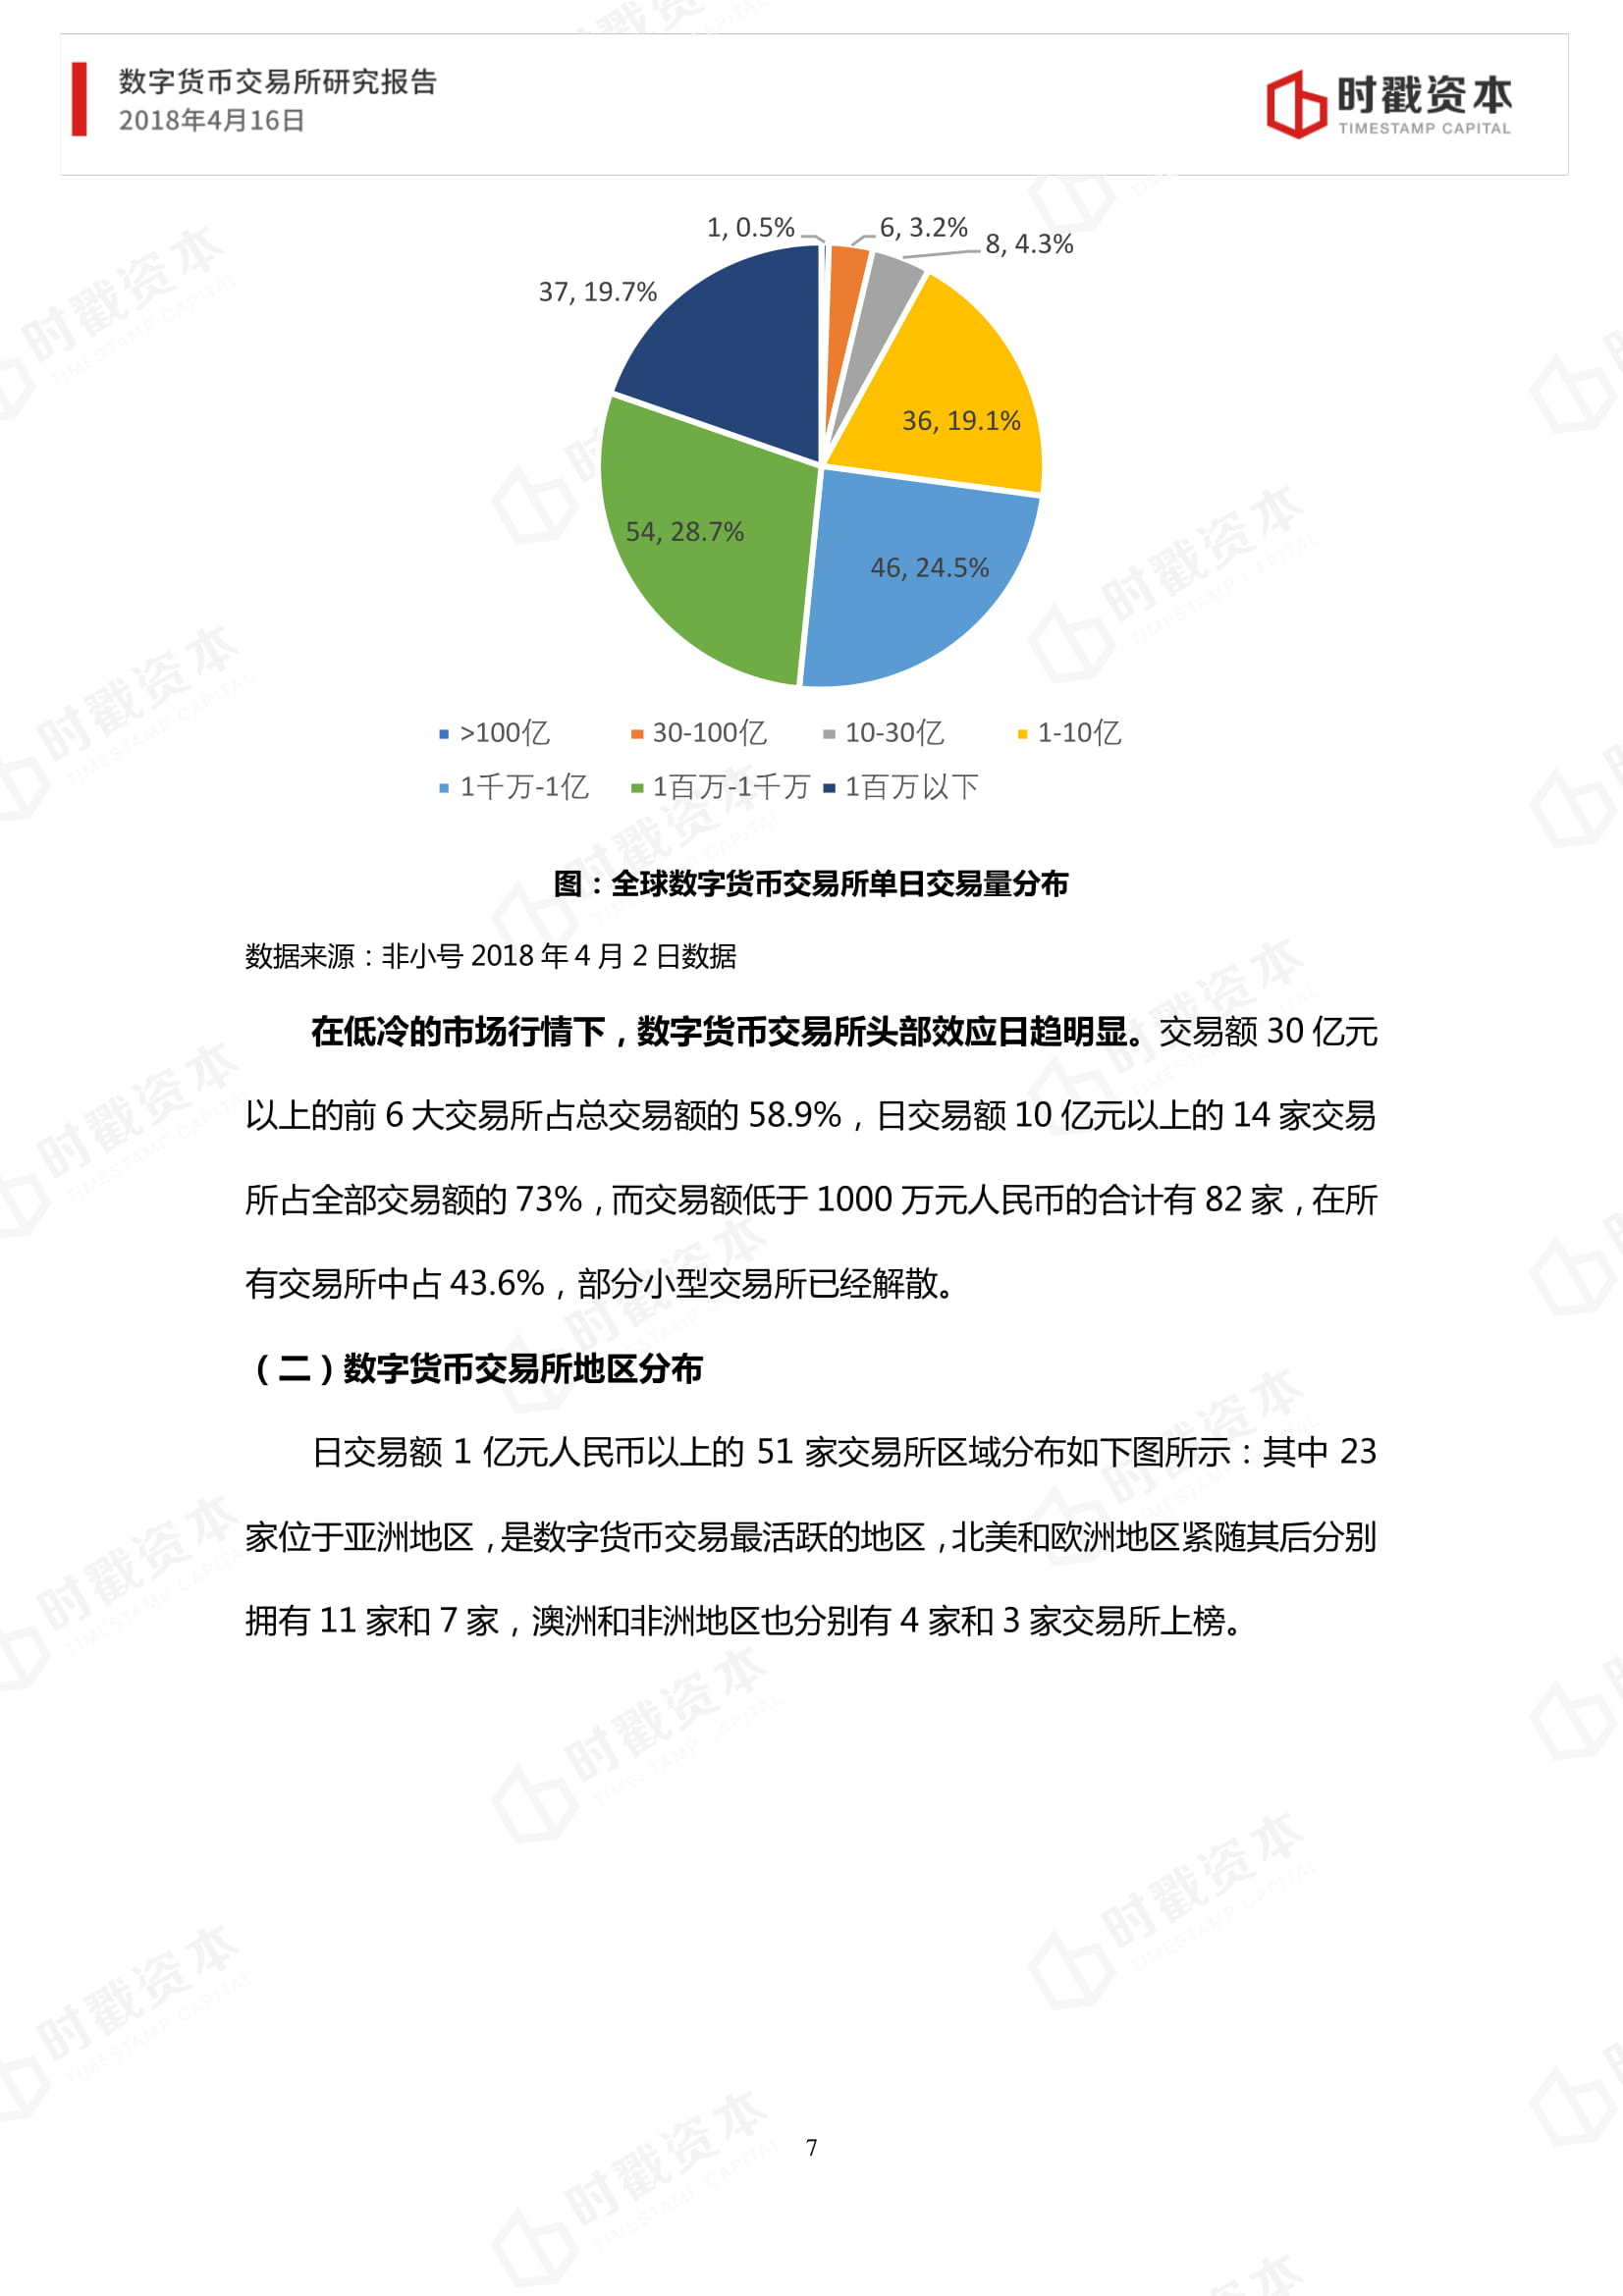 数字货币交易所研究报告
2018年4月16日
时戳资本
TIMESTAMP CAPITAL
1, 0.5%
6, 3.2%
8, 4.3%
37, 19.7%
36, 19.1%
54, 28.7%
46, 24.5%
>100亿
30-100亿
10-30亿
1-10亿
1千万-1亿
1百万-1千万
1百万以下
图：全球数字货币交易所单日交易量分布
数据来源：非小号 2018 年 4 月 2 日数据
在低冷的市场行情下，数字货币交易所头部效应日趋明显。交易额 30 亿元
以上的前 6 大交易所占总交易额的 58.9%，日交易额 10 亿元以上的 14 家交易
所占全部交易额的 73%，而交易额低于 1000 万元人民币的合计有 82 家，在所
有交易所中占 43.6%，部分小型交易所已经解散。
（二）数字货币交易所地区分布
日交易额 1 亿元人民币以上的 51 家交易所区域分布如下图所示：其中 23
家位于亚洲地区，是数字货币交易最活跃的地区，北美和欧洲地区紧随其后分别
拥有 11 家和 7 家，澳洲和非洲地区也分别有 4 家和 3 家交易所上榜。
7